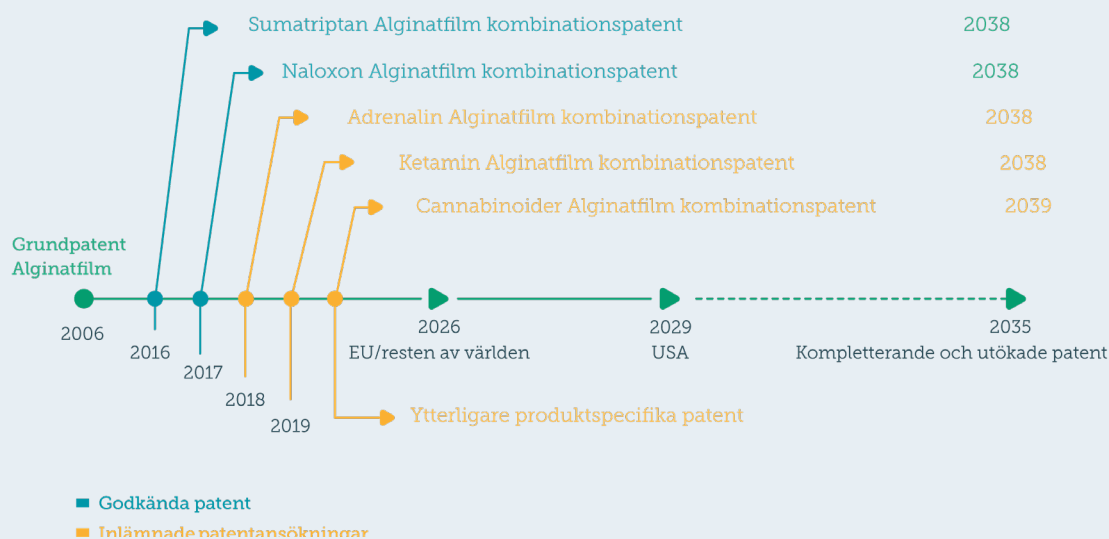 Sumatriptan Alginatfilm kombinationspatent 2038
Naloxon Alginatfilm kombinationspatent 2038
Adrenalin Alginatfilm kombinationspatent 2038
Ketamin Alginatfilm kombinationspatent 2038
Cannabinoider Alginatfilm kombinationspatent 2039
Grundpatent
Alginatfilm
2006
2016
2017
2018
2019
2026
EU/resten av världen
2029
USA
2035
Kompletterande och utökade patent
Ytterligare produktspecifika patent
Godkända patent
Inlämnade patentansökningar